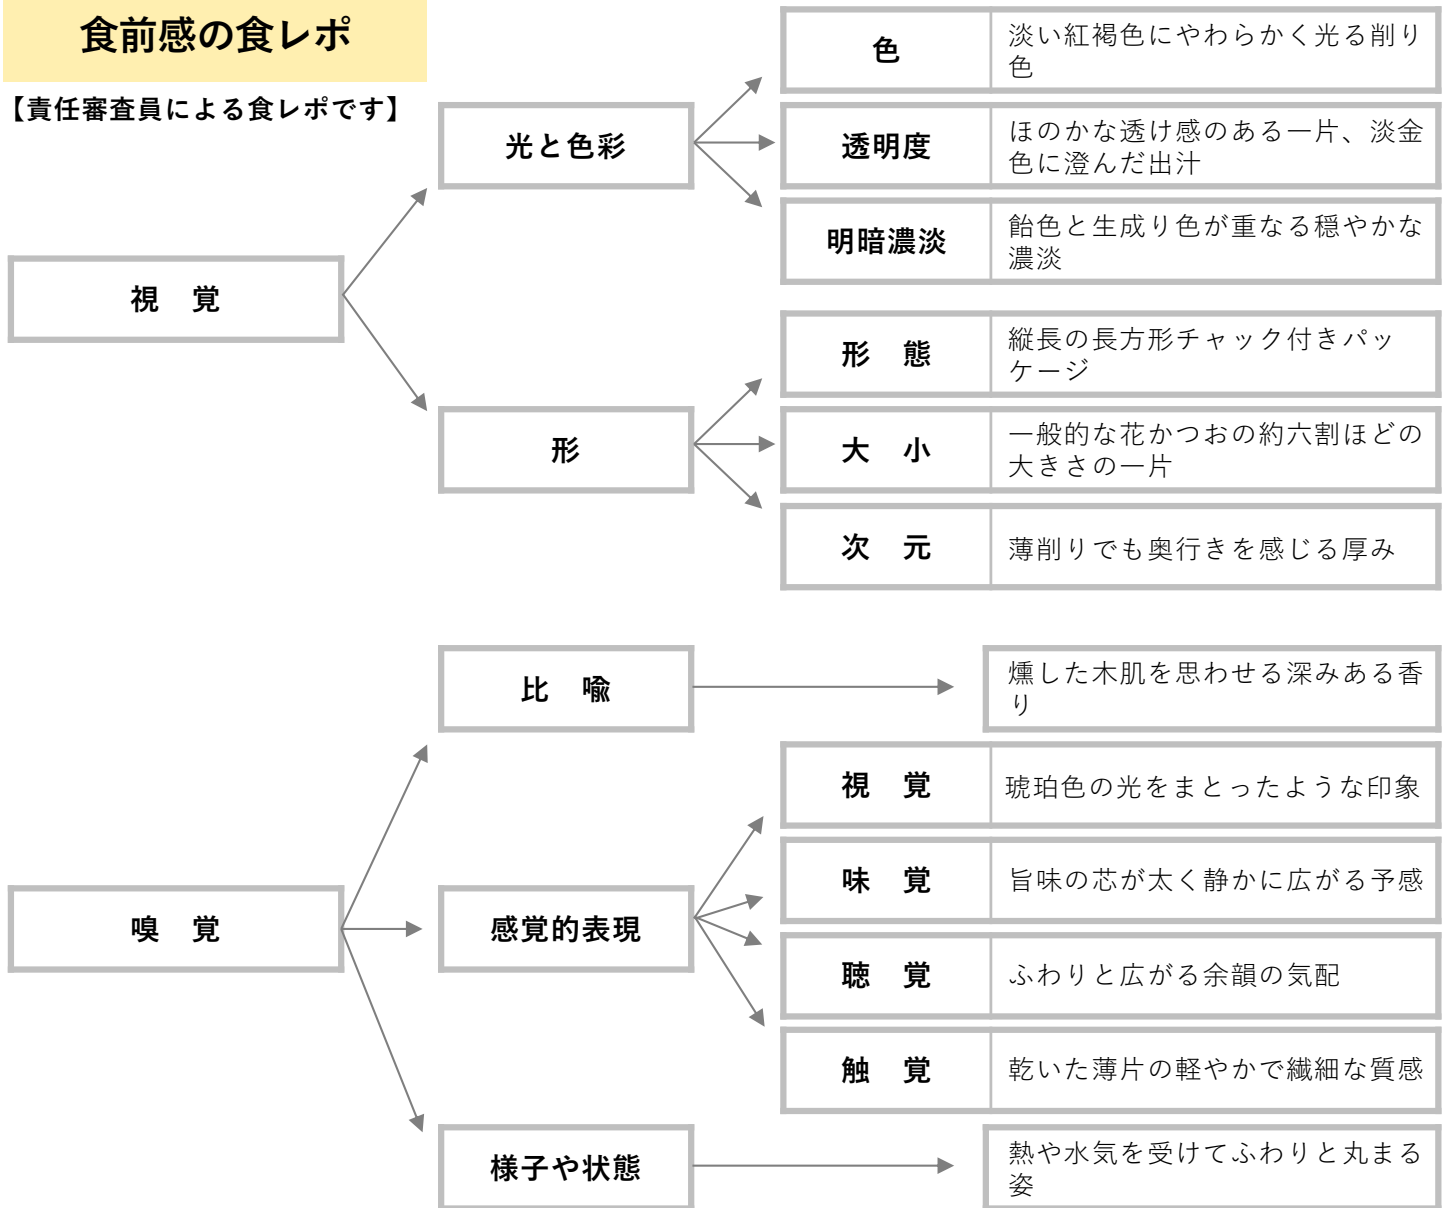 食前感の食レポ
【責任審査員による食レポです】
視　覚
光と色彩
色
淡い紅褐色にやわらかく光る削り
色
透明度
ほのかな透け感のある一片、淡金
色に澄んだ出汁
明暗濃淡
飴色と生成り色が重なる穏やかな
濃淡
形
形　態
縦長の長方形チャック付きパッ
ケージ
大　小
一般的な花かつおの約六割ほどの
大きさの一片
次　元
薄削りでも奥行きを感じる厚み
嗅　覚
比　喩
燻した木肌を思わせる深みある香
り
感覚的表現
視　覚
琥珀色の光をまとったような印象
味　覚
旨味の芯が太く静かに広がる予感
聴　覚
ふわりと広がる余韻の気配
触　覚
乾いた薄片の軽やかで繊細な質感
様子や状態
熱や水気を受けてふわりと丸まる
姿